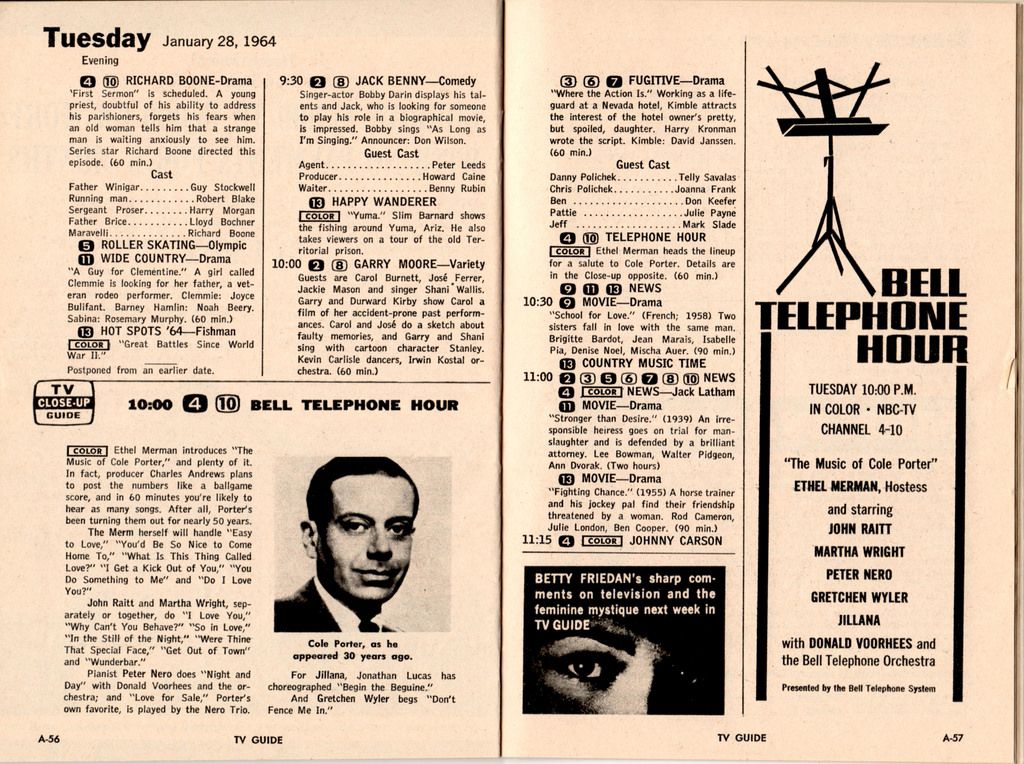 Tuesday January 28, 1964
Evening
4 10 RICHARD BOONE-Drama
'First Sermon" is scheduled. A young
priest, doubtful of his ability to address
his parishioners, forgets his fears when
an old woman tells him that a strange
man is waiting anxiously to see him.
Series star Richard Boone directed this
episode. (60 min.)
Cast
Father Winigar.........Guy Stockwell
Running man............Robert Blake
Sergeant Proser........Harry Morgan
Father Brice...........Lloyd Bochner
Maravelli..............Richard Boone
5 ROLLER SKATING—Olympic
11 WIDE COUNTRY—Drama
"A Guy for Clementine." A girl called
Clemmie is looking for her father, a vet-
eran rodeo performer. Clemmie: Joyce
Bulifant. Barney Hamlin: Noah Beery.
Sabina: Rosemary Murphy. (60 min.)
13 HOT SPOTS '64—Fishman
COLOR "Great Battles Since World
War II."
Postponed from an earlier date.
9:30 2 8 JACK BENNY—Comedy
Singer-actor Bobby Darin displays his tal-
ents and Jack, who is looking for someone
to play his role in a biographical movie,
is impressed. Bobby sings "As Long as
I'm Singing." Announcer: Don Wilson.
Guest Cast
Agent.....................Peter Leeds
Producer.................Howard Caine
Waiter....................Benny Rubin
13 HAPPY WANDERER
COLOR "Yuma." Slim Barnard shows
the fishing around Yuma, Ariz. He also
takes viewers on a tour of the old Ter-
ritorial prison.
10:00 2 8 GARRY MOORE—Variety
Guests are Carol Burnett, José Ferrer,
Jackie Mason and singer Shani Wallis.
Garry and Durward Kirby show Carol a
film of her accident-prone past perform-
ances. Carol and José do a sketch about
faulty memories, and Garry and Shani
sing with cartoon character Stanley.
Kevin Carlisle dancers, Irwin Kostal or-
chestra. (60 min.)
TV
CLOSE-UP
GUIDE
10:00 4 10 BELL TELEPHONE HOUR
COLOR Ethel Merman introduces "The
Music of Cole Porter," and plenty of it.
In fact, producer Charles Andrews plans
to post the numbers like a ballgame
score, and in 60 minutes you're likely to
hear as many songs. After all, Porter's
been turning them out for nearly 50 years.
The Merm herself will handle "Easy
to Love," "You'd Be So Nice to Come
Home To," "What Is This Thing Called
Love?" "I Get a Kick Out of You," "You
Do Something to Me" and "Do I Love
You?"
John Raitt and Martha Wright, sep-
arately or together, do "I Love You,"
"Why Can't You Behave?" "So in Love,"
"In the Still of the Night," "Were Thine
That Special Face," "Get Out of Town"
and "Wunderbar."
Pianist Peter Nero does "Night and
Day" with Donald Voorhees and the or-
chestra; and "Love for Sale," Porter's
own favorite, is played by the Nero Trio.
Cole Porter, as he
appeared 30 years ago.
For Jillana, Jonathan Lucas has
choreographed "Begin the Beguine."
And Gretchen Wyler begs "Don't
Fence Me In."
A-56
TV GUIDE
3 6 7 FUGITIVE—Drama
"Where the Action Is." Working as a life-
guard at a Nevada hotel, Kimble attracts
the interest of the hotel owner's pretty,
but spoiled, daughter. Harry Kronman
wrote the script. Kimble: David Janssen.
(60 min.)
Guest Cast
Danny Polichek...........Telly Savalas
Chris Polichek...........Joanna Frank
Ben .......................Don Keefer
Pattie ...................Julie Payne
Jeff .....................Mark Slade
4 10 TELEPHONE HOUR
COLOR Ethel Merman heads the lineup
for a salute to Cole Porter. Details are
in the Close-up opposite. (60 min.)
9 11 13 NEWS
10:30 9 MOVIE—Drama
"School for Love." (French; 1958) Two
sisters fall in love with the same man.
Brigitte Bardot, Jean Marais, Isabelle
Pia, Denise Noel, Mischa Auer. (90 min.)
13 COUNTRY MUSIC TIME
11:00 2 3 5 6 7 8 10 NEWS
4 COLOR NEWS—Jack Latham
11 MOVIE—Drama
"Stronger than Desire." (1939) An irre-
sponsible heiress goes on trial for man-
slaughter and is defended by a brilliant
attorney. Lee Bowman, Walter Pidgeon,
Ann Dvorak. (Two hours)
13 MOVIE—Drama
"Fighting Chance." (1955) A horse trainer
and his jockey pal find their friendship
threatened by a woman. Rod Cameron,
Julie London, Ben Cooper. (90 min.)
11:15 4 COLOR JOHNNY CARSON
BETTY FRIEDAN's sharp com-
ments on television and the
feminine mystique next week in
TV GUIDE
BELL
TELEPHONE
HOUR
TUESDAY 10:00 P.M.
IN COLOR • NBC-TV
CHANNEL 4-10
"The Music of Cole Porter"
ETHEL MERMAN, Hostess
and starring
JOHN RAITT
MARTHA WRIGHT
PETER NERO
GRETCHEN WYLER
JILLANA
with DONALD VOORHEES and
the Bell Telephone Orchestra
Presented by the Bell Telephone System
TV GUIDE
A-57